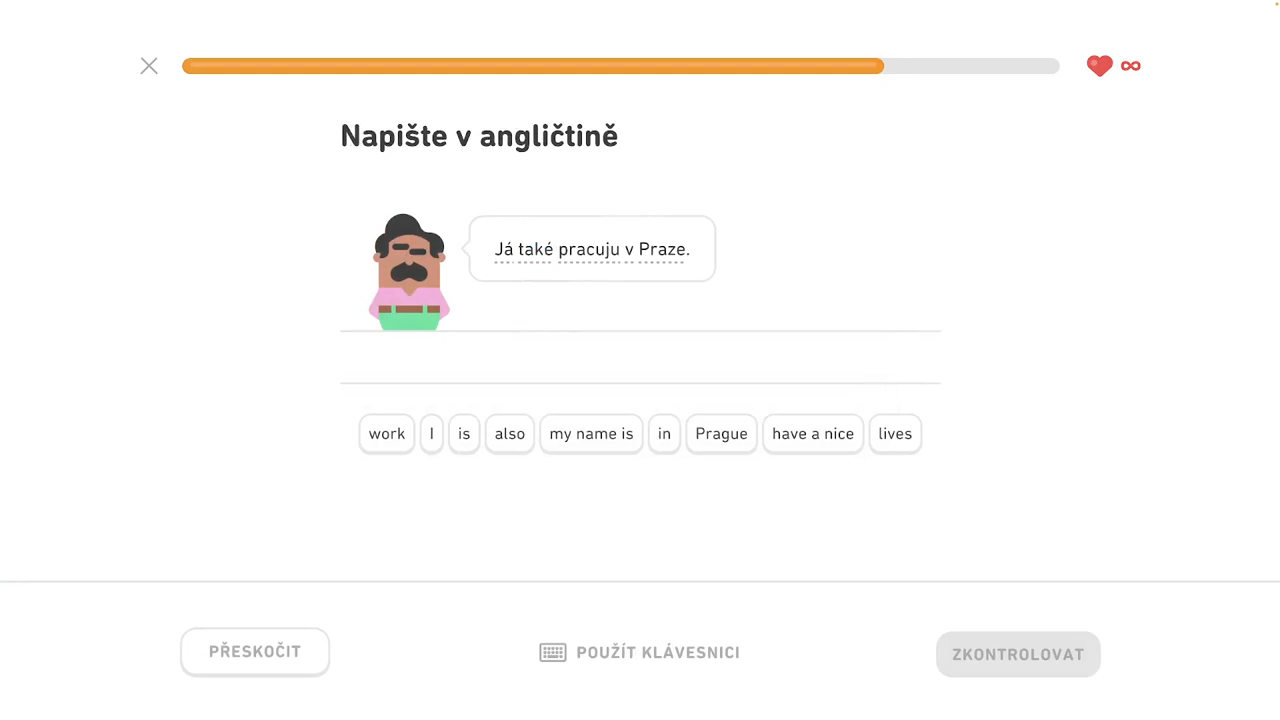 ∞
Napište v angličtině
Já také pracuju v Praze.
work I is also my name is in Prague have a nice lives
PŘESKOČIT POUŽÍT KLÁVESNICI ZKONTROLOVAT